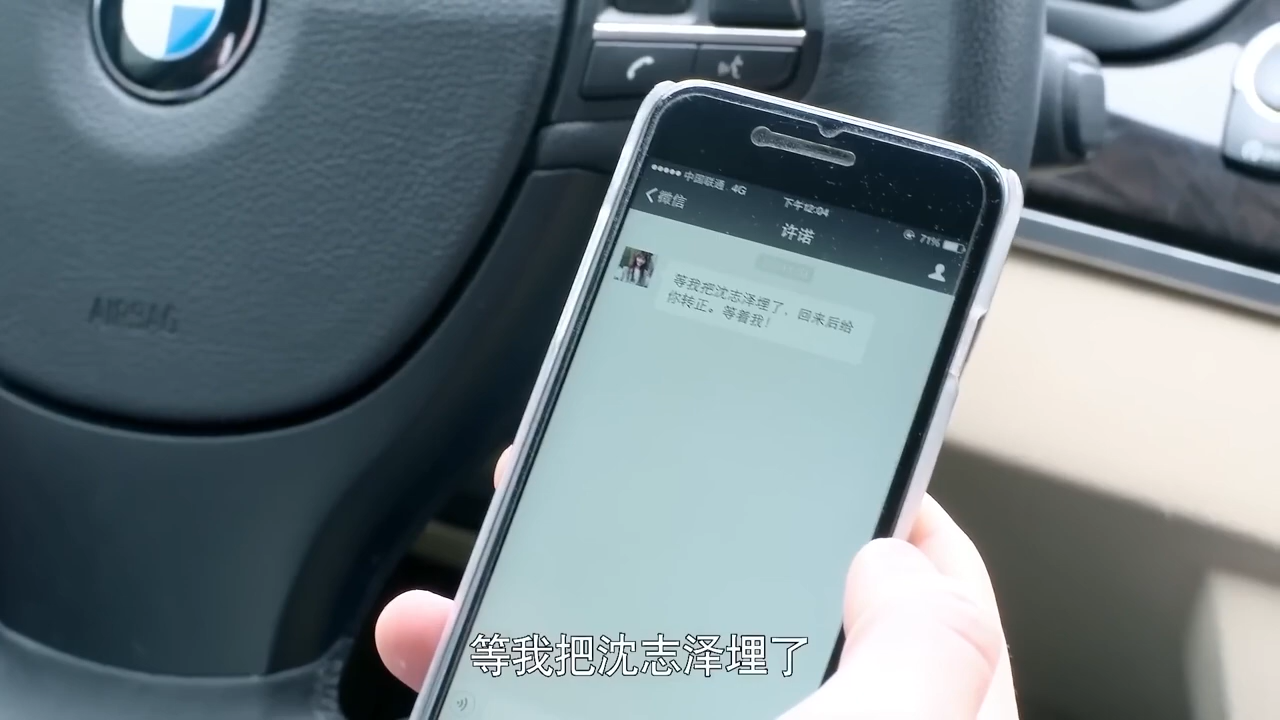 中国联通 4G
下午12:04
71%
微信
许诺
等我把沈志泽埋了，回来后给
你转正。等着我！
AIRBAG
等我把沈志泽埋了